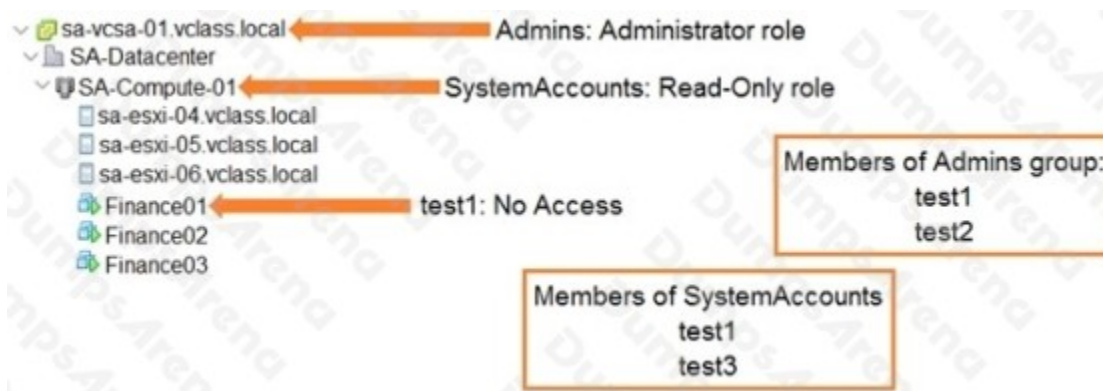 sa-vcsa-01.vclass.local Admins: Administrator role
SA-Datacenter
SA-Compute-01 SystemAccounts: Read-Only role
sa-esxi-04.vclass.local
sa-esxi-05.vclass.local
sa-esxi-06.vclass.local
Finance01 test1: No Access
Finance02
Finance03
Members of Admins group:
test1
test2
Members of SystemAccounts
test1
test3
DumpsArena